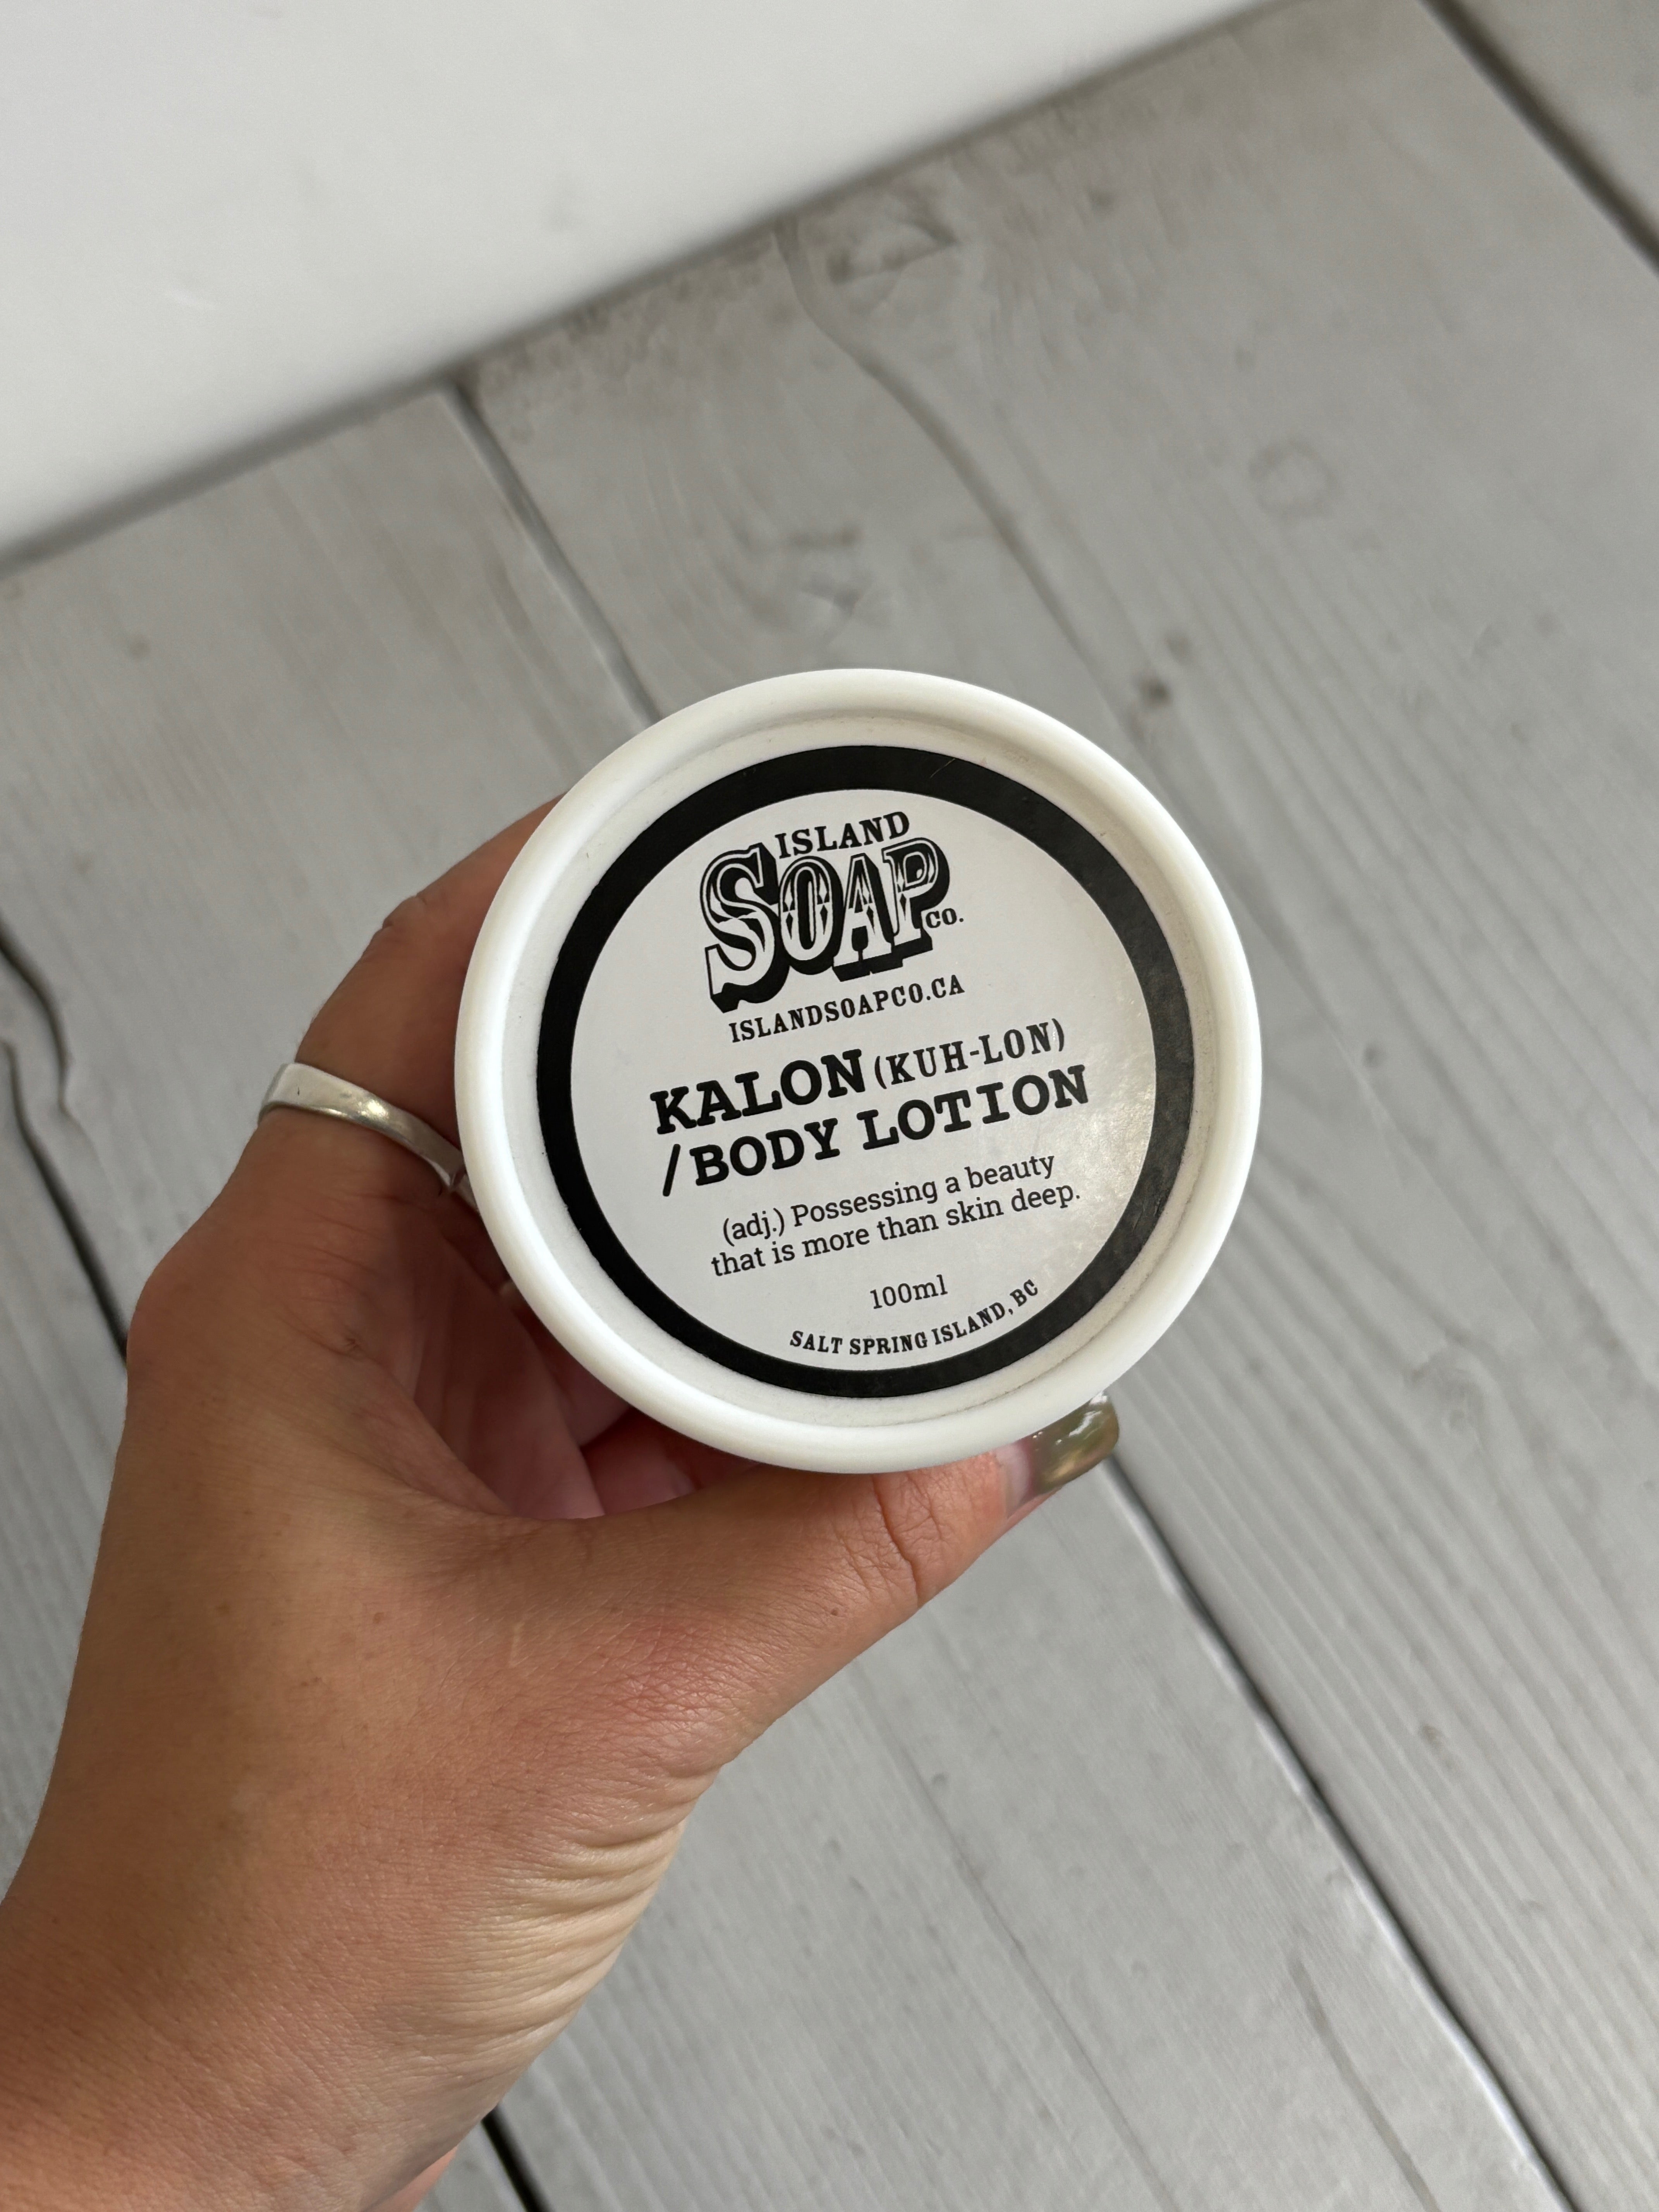 ISLAND
SOAP
CO.
ISLANDSOAPCO.CA
KALON (KUH-LON)
/BODY LOTION
(adj.) Possessing a beauty
that is more than skin deep.
100ml
SALT SPRING ISLAND, BC